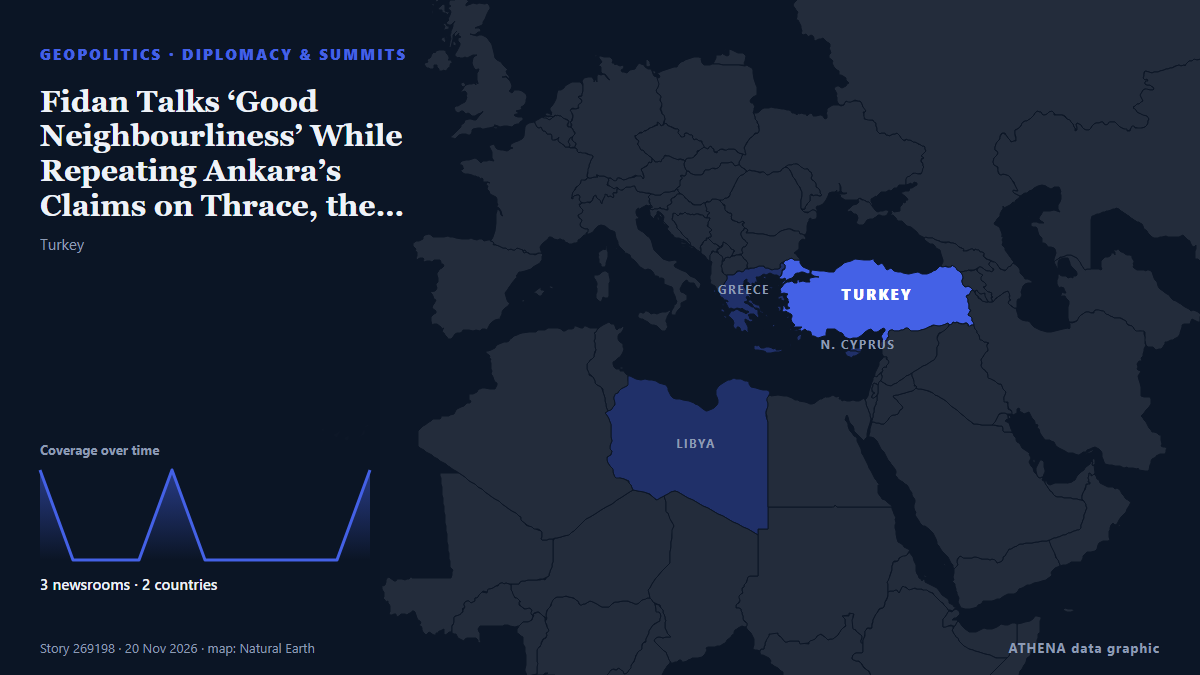 GEOPOLITICS · DIPLOMACY & SUMMITS
Fidan Talks ‘Good
Neighbourliness’ While
Repeating Ankara’s
Claims on Thrace, the...
Turkey
GREECE
TURKEY
N. CYPRUS
LIBYA
Coverage over time
3 newsrooms · 2 countries
Story 269198 · 20 Nov 2026 · map: Natural Earth
ATHENA data graphic